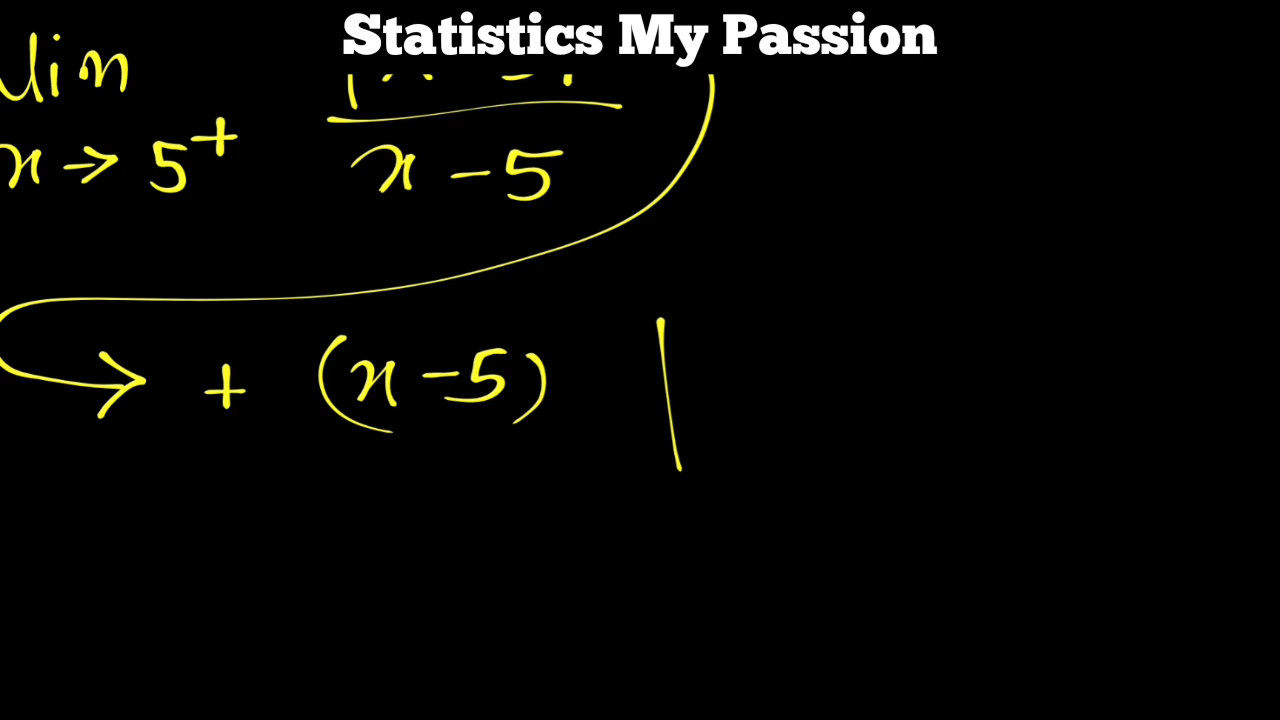 Statistics My Passion
lim
x → 5⁺ x - 5
→ + (x - 5) |